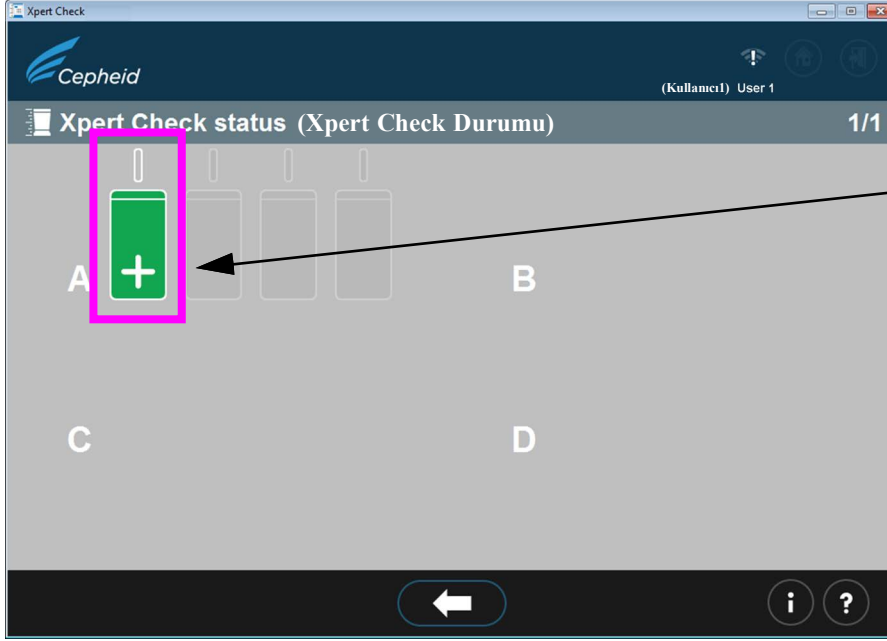 Xpert Check
Cepheid
(Kullanıcı1) User 1
Xpert Check status (Xpert Check Durumu) 1/1
A B
C D
i ?